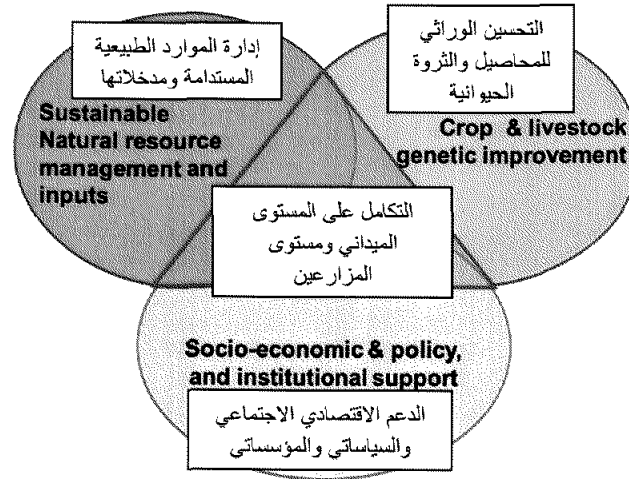 إدارة الموارد الطبيعية
المستدامة ومدخلاتها
Sustainable
Natural resource
management and
inputs
التحسين الوراثي
للمحاصيل والثروة
الحيوانية
Crop & livestock
genetic improvement
التكامل على المستوى
الميداني ومستوى
المزارعين
Socio-economic & policy,
and institutional support
الدعم الاقتصادي الاجتماعي
والسياساتي والمؤسساتي